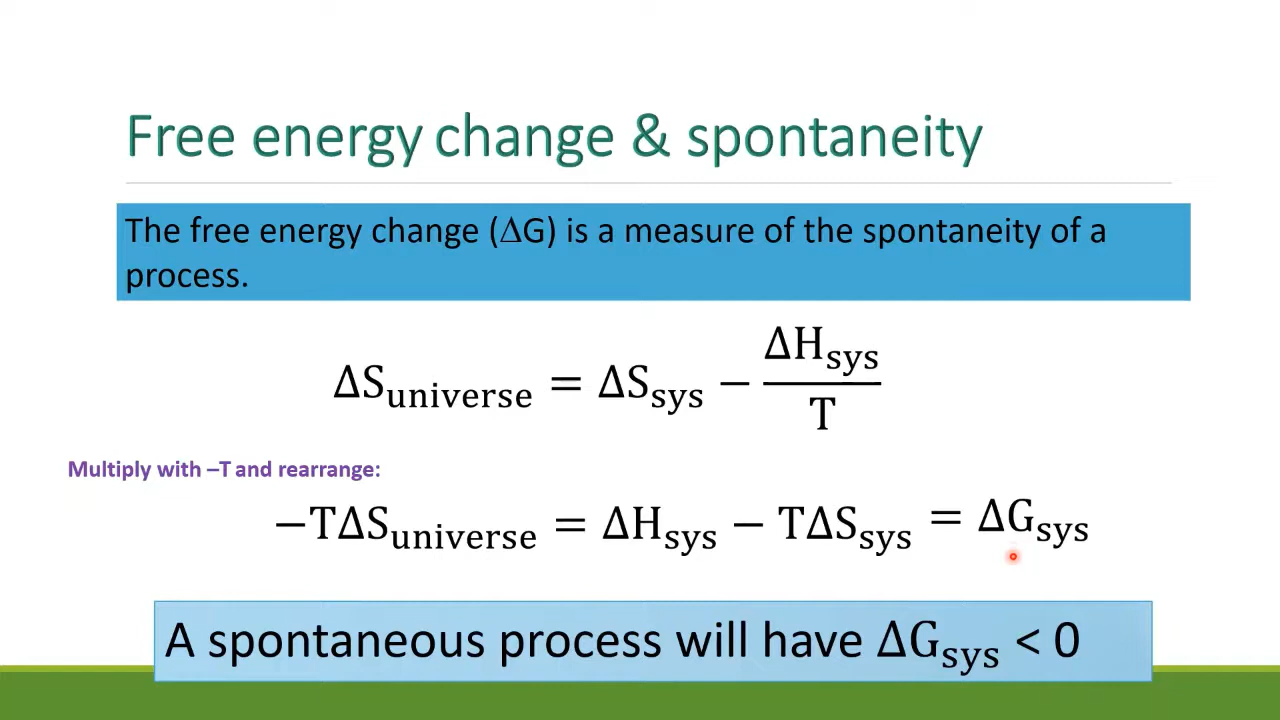 Free energy change & spontaneity
The free energy change (ΔG) is a measure of the spontaneity of a
process.
ΔS_universe = ΔS_sys − ΔH_sys / T
Multiply with –T and rearrange:
−TΔS_universe = ΔH_sys − TΔS_sys = ΔG_sys
A spontaneous process will have ΔG_sys < 0